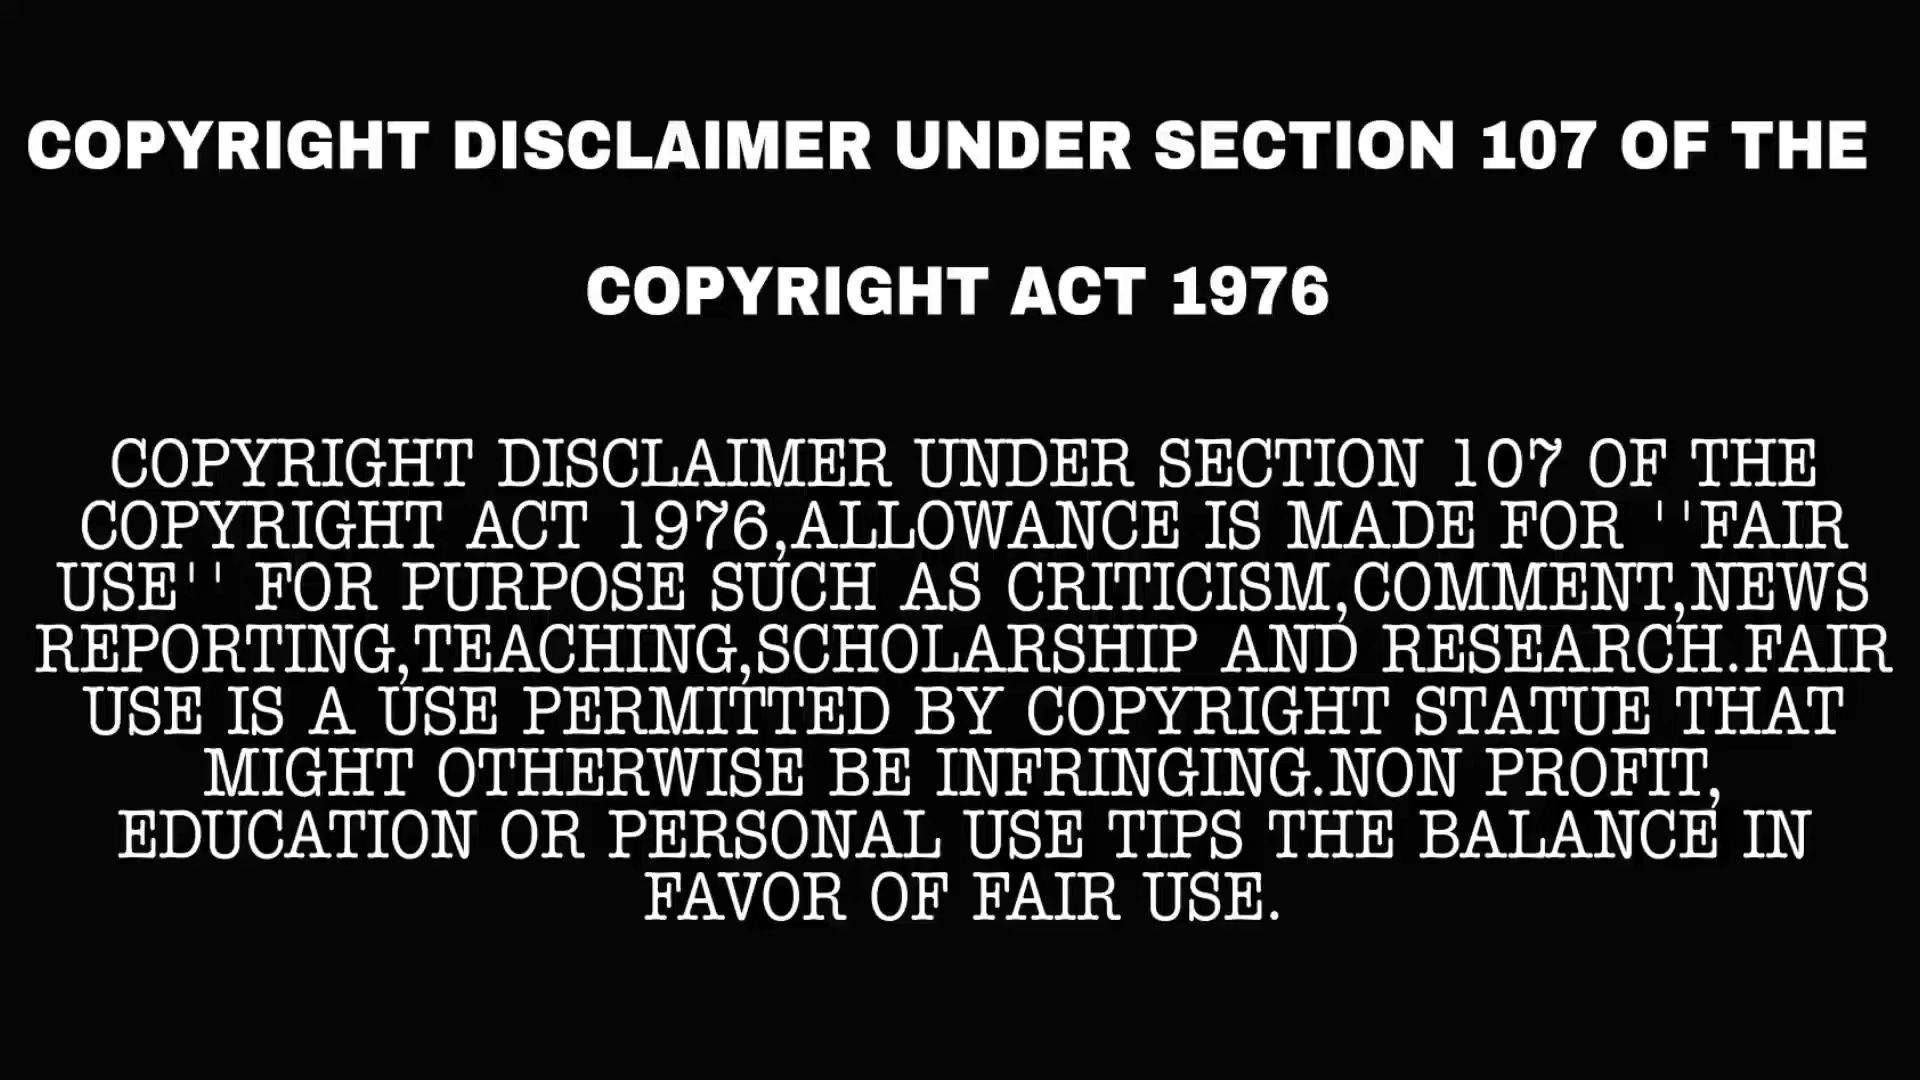 COPYRIGHT DISCLAIMER UNDER SECTION 107 OF THE
COPYRIGHT ACT 1976
COPYRIGHT DISCLAIMER UNDER SECTION 107 OF THE
COPYRIGHT ACT 1976,ALLOWANCE IS MADE FOR ''FAIR
USE'' FOR PURPOSE SUCH AS CRITICISM,COMMENT,NEWS
REPORTING,TEACHING,SCHOLARSHIP AND RESEARCH.FAIR
USE IS A USE PERMITTED BY COPYRIGHT STATUE THAT
MIGHT OTHERWISE BE INFRINGING.NON PROFIT,
EDUCATION OR PERSONAL USE TIPS THE BALANCE IN
FAVOR OF FAIR USE.